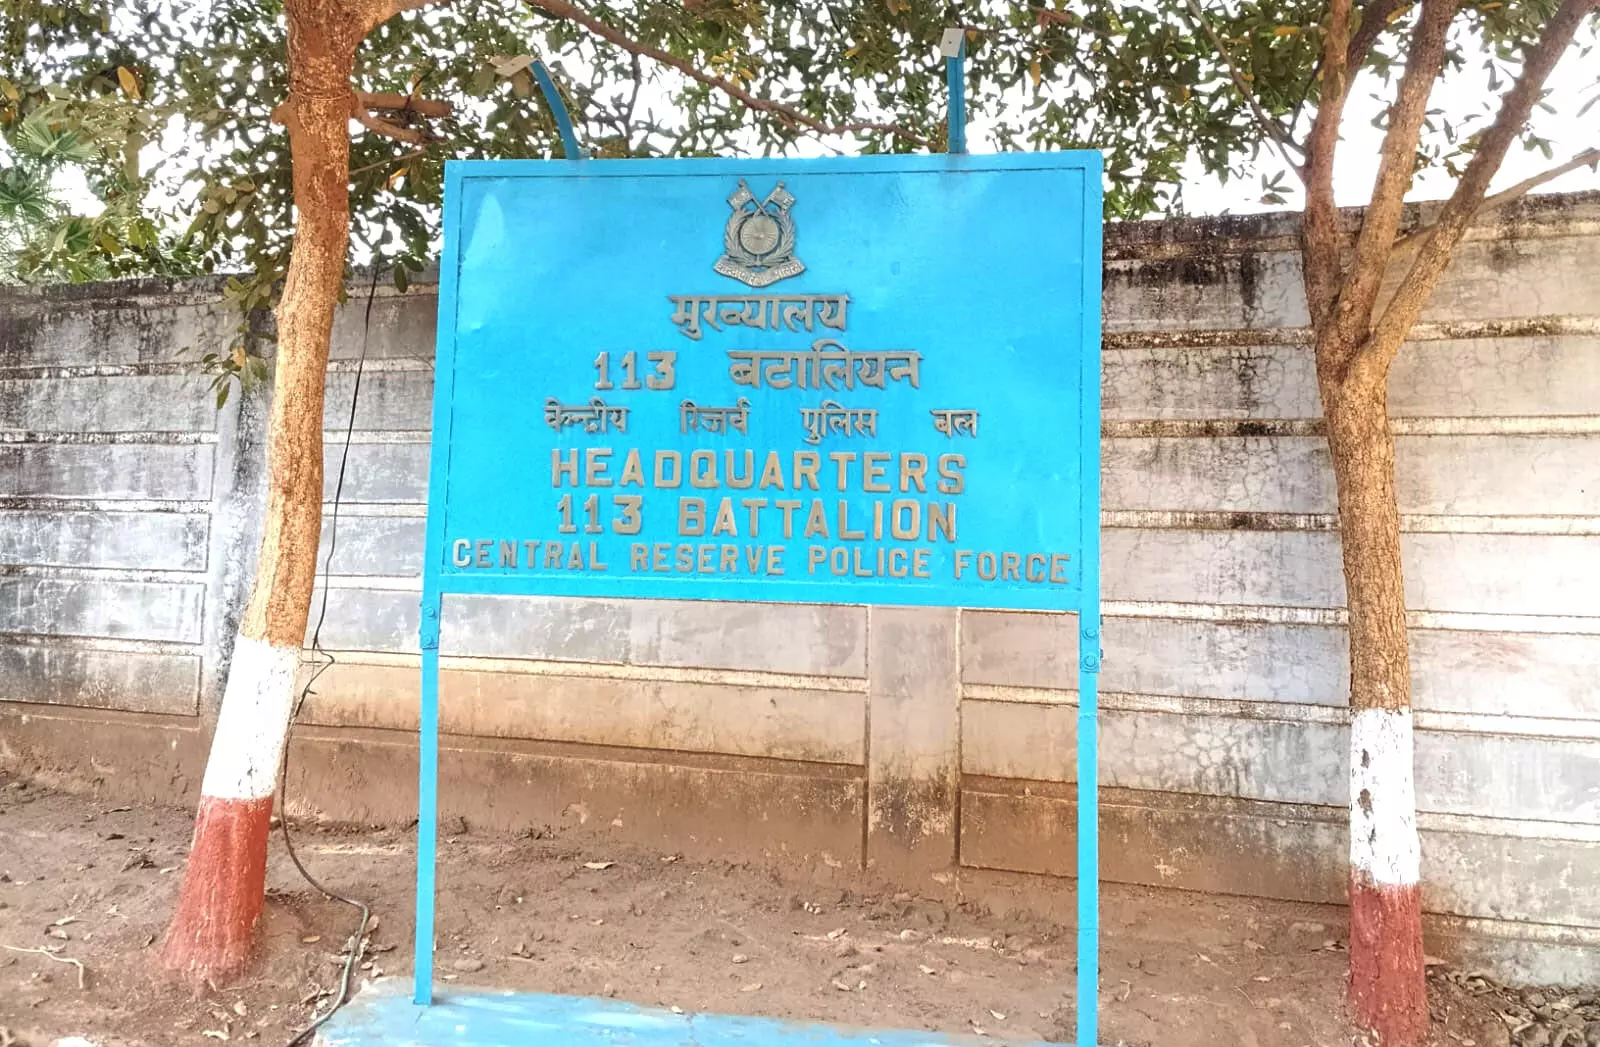 मुख्यालय
113 बटालियन
केन्द्रीय रिजर्व पुलिस बल
HEADQUARTERS
113 BATTALION
CENTRAL RESERVE POLICE FORCE